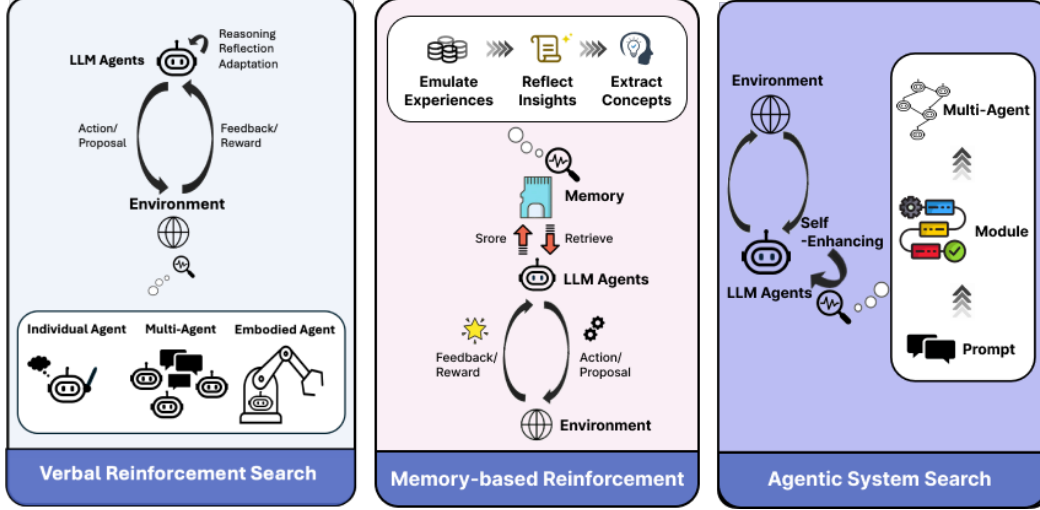 Reasoning
Reflection
Adaptation
LLM Agents
Action/
Proposal
Feedback/
Reward
Environment
Individual Agent
Multi-Agent
Embodied Agent
Verbal Reinforcement Search
Emulate
Experiences
Reflect
Insights
Extract
Concepts
Memory
Srore
Retrieve
LLM Agents
Feedback/
Reward
Action/
Proposal
Environment
Memory-based Reinforcement
Environment
Self
-Enhancing
LLM Agents
Multi-Agent
Module
Prompt
Agentic System Search